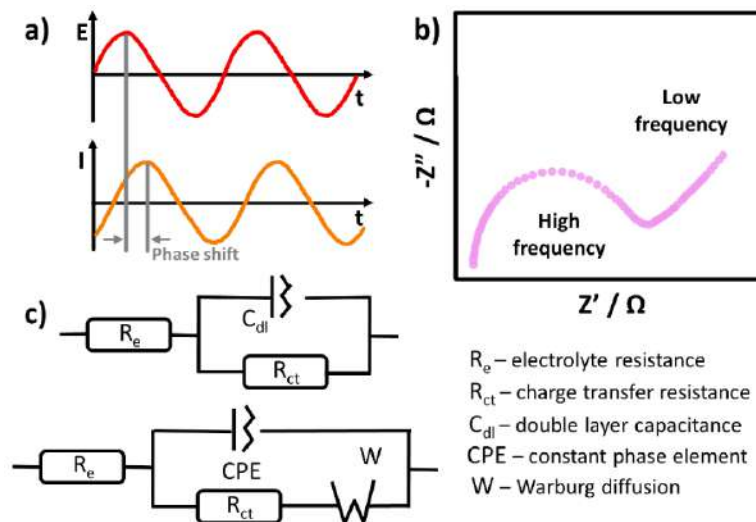 a)
E
t
I
t
Phase shift
b)
-Z″ / Ω
Low
frequency
High
frequency
Z′ / Ω
c)
Cdl
Re
Rct
CPE
W
Re
Rct
Re – electrolyte resistance
Rct – charge transfer resistance
Cdl – double layer capacitance
CPE – constant phase element
W – Warburg diffusion